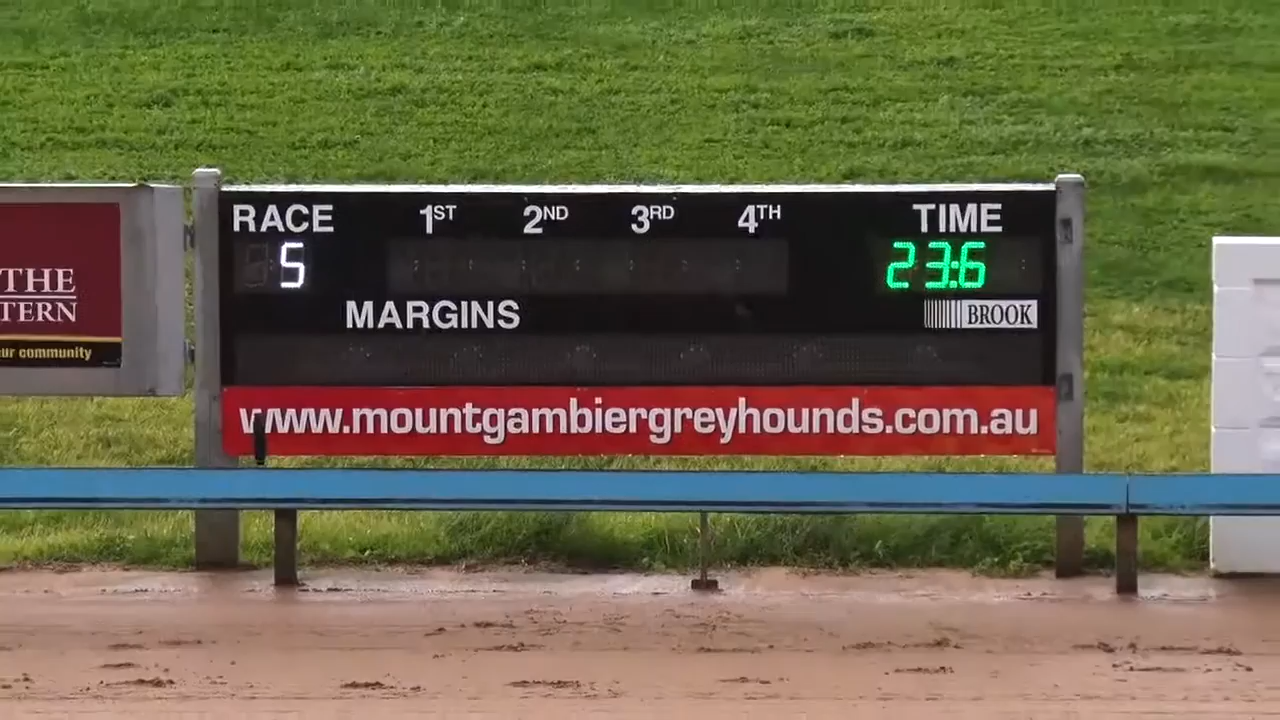 THE
TERN
ur community
RACE 1ST 2ND 3RD 4TH TIME
5 23:6
MARGINS BROOK
www.mountgambiergreyhounds.com.au